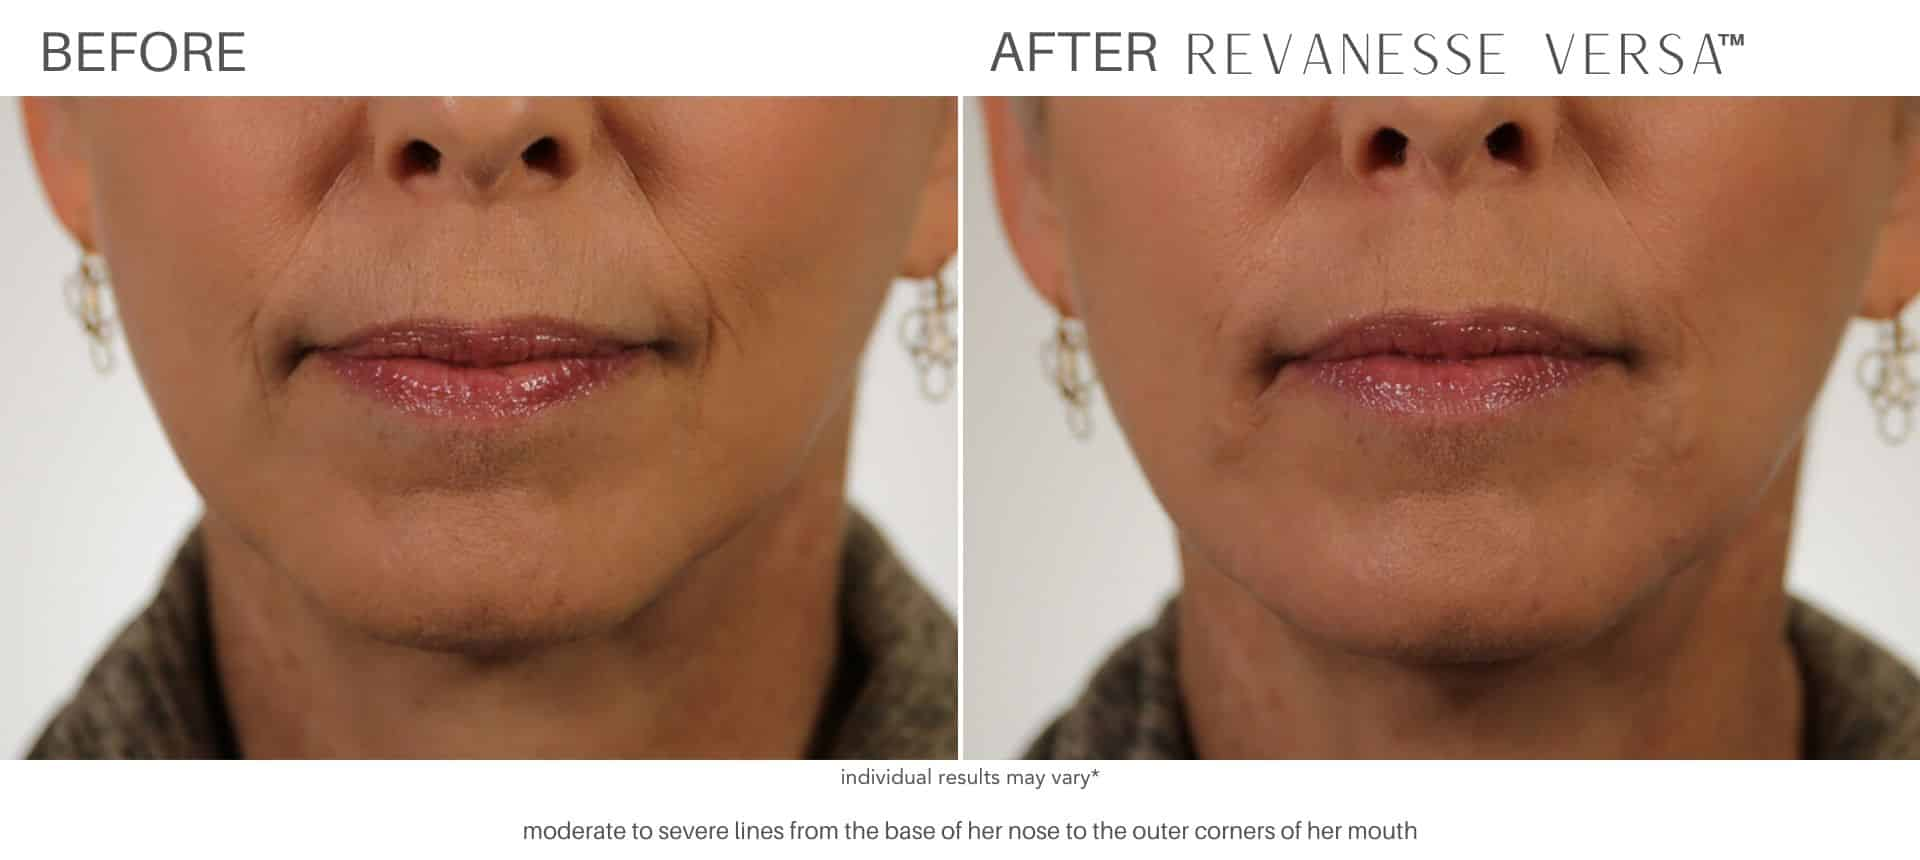 BEFORE
AFTER REVANESSE VERSA™
individual results may vary*
moderate to severe lines from the base of her nose to the outer corners of her mouth